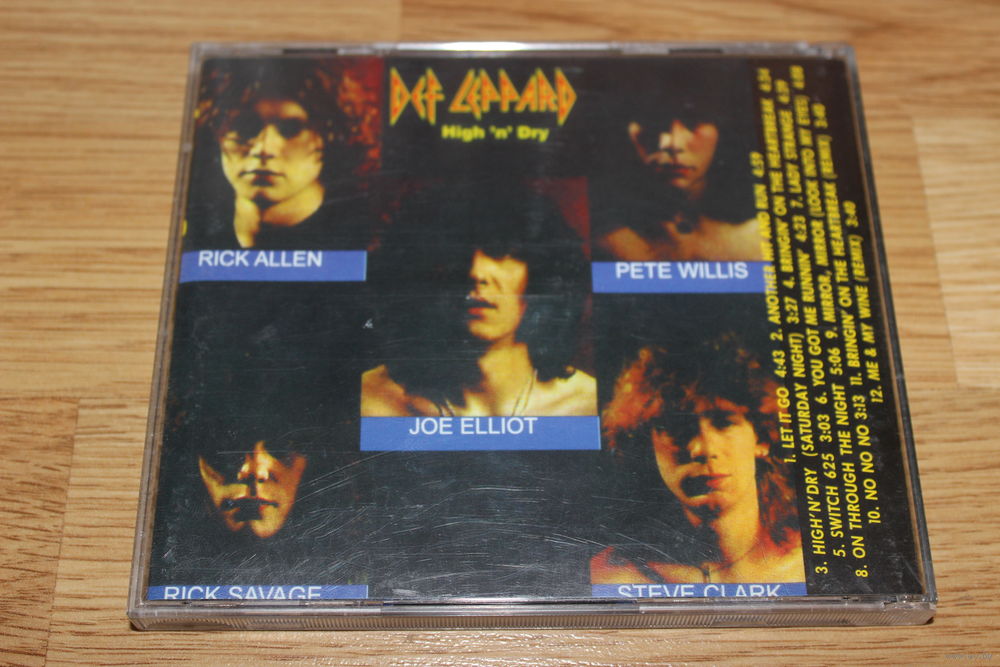 DEF LEPPARD
High 'n' Dry
RICK ALLEN
PETE WILLIS
JOE ELLIOT
RICK SAVAGE
STEVE CLARK
1. LET IT GO 4:43 2. ANOTHER HIT AND RUN 4:59
3. HIGH'N'DRY (SATURDAY NIGHT) 3:27 4. BRINGIN' ON THE HEARTBREAK 4:34
5. SWITCH 625 3:03 6. YOU GOT ME RUNNIN' 4:23 7. LADY STRANGE 4:39
8. ON THROUGH THE NIGHT 5:06 9. MIRROR, MIRROR (LOOK INTO MY EYES) 4:08
10. NO NO NO 3:13 11. BRINGIN' ON THE HEARTBREAK (REMIX) 3:40
12. ME & MY WINE (REMIX) 3:40